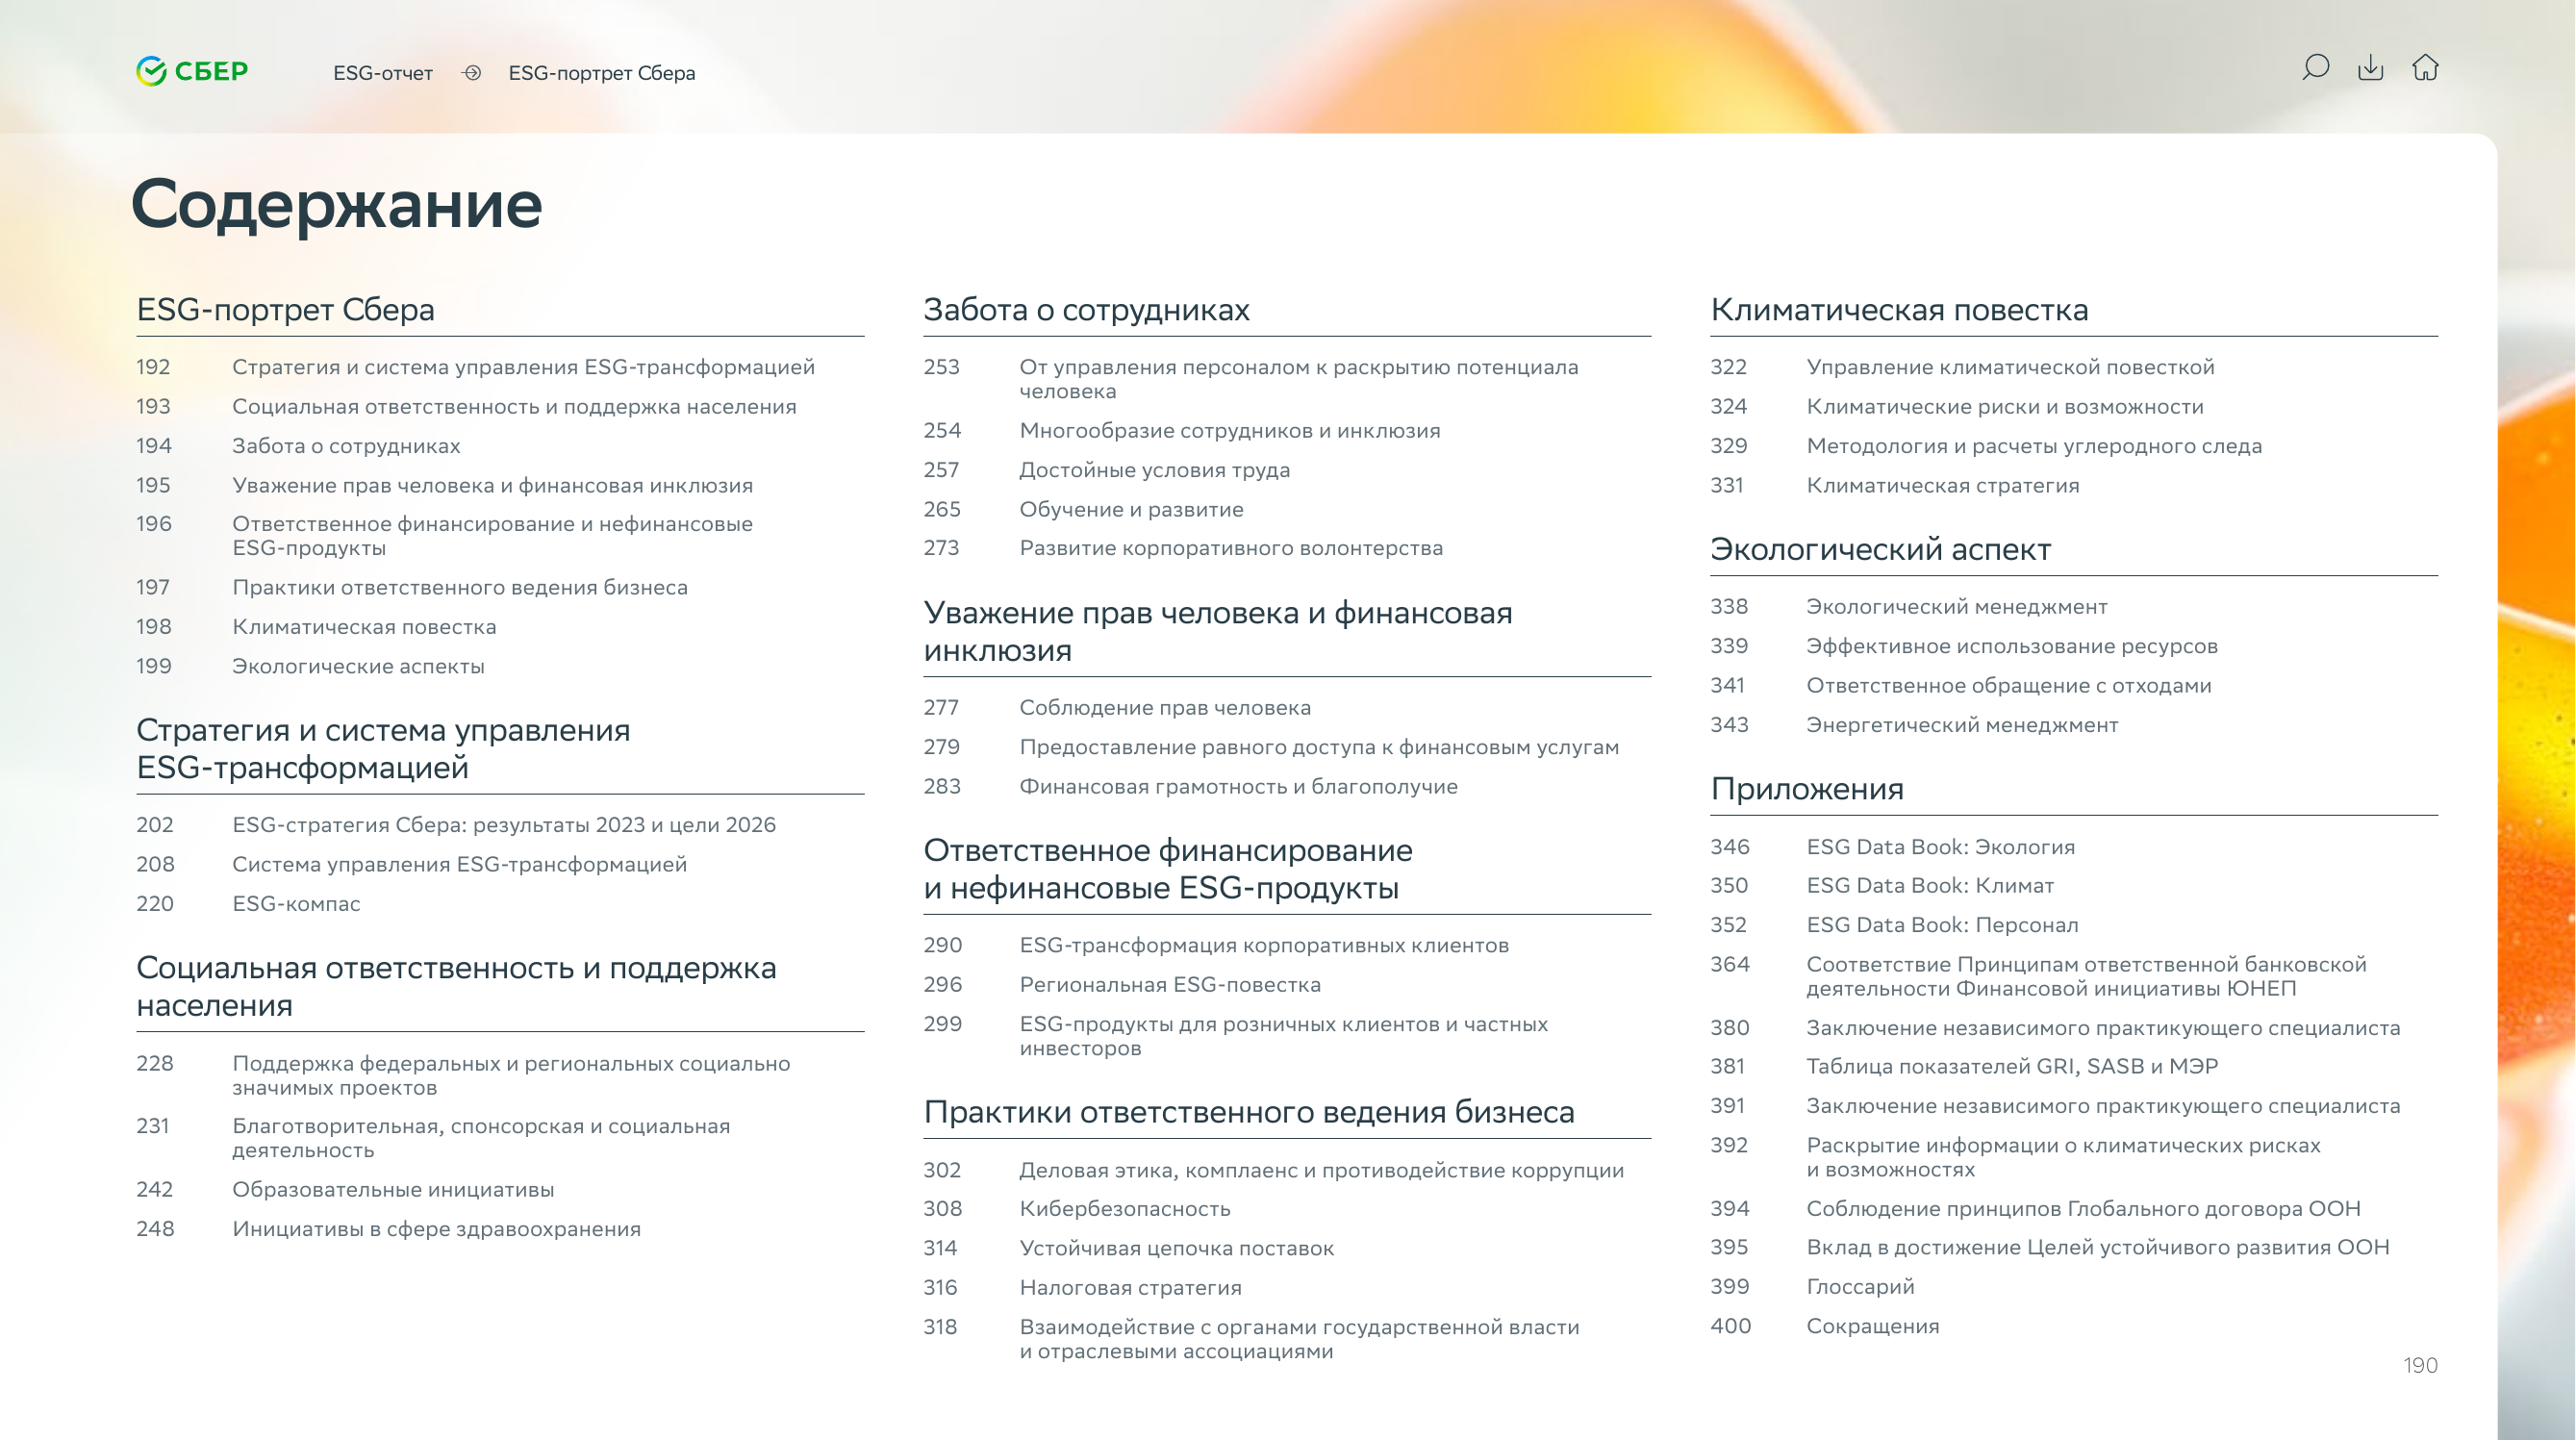 СБЕР
ESG-отчет
ESG-портрет Сбера
Содержание
ESG-портрет Сбера
192 Стратегия и система управления ESG-трансформацией
193 Социальная ответственность и поддержка населения
194 Забота о сотрудниках
195 Уважение прав человека и финансовая инклюзия
196 Ответственное финансирование и нефинансовые
ESG-продукты
197 Практики ответственного ведения бизнеса
198 Климатическая повестка
199 Экологические аспекты
Стратегия и система управления
ESG-трансформацией
202 ESG-стратегия Сбера: результаты 2023 и цели 2026
208 Система управления ESG-трансформацией
220 ESG-компас
Социальная ответственность и поддержка
населения
228 Поддержка федеральных и региональных социально
значимых проектов
231 Благотворительная, спонсорская и социальная
деятельность
242 Образовательные инициативы
248 Инициативы в сфере здравоохранения
Забота о сотрудниках
253 От управления персоналом к раскрытию потенциала
человека
254 Многообразие сотрудников и инклюзия
257 Достойные условия труда
265 Обучение и развитие
273 Развитие корпоративного волонтерства
Уважение прав человека и финансовая
инклюзия
277 Соблюдение прав человека
279 Предоставление равного доступа к финансовым услугам
283 Финансовая грамотность и благополучие
Ответственное финансирование
и нефинансовые ESG-продукты
290 ESG-трансформация корпоративных клиентов
296 Региональная ESG-повестка
299 ESG-продукты для розничных клиентов и частных
инвесторов
Практики ответственного ведения бизнеса
302 Деловая этика, комплаенс и противодействие коррупции
308 Кибербезопасность
314 Устойчивая цепочка поставок
316 Налоговая стратегия
318 Взаимодействие с органами государственной власти
и отраслевыми ассоциациями
Климатическая повестка
322 Управление климатической повесткой
324 Климатические риски и возможности
329 Методология и расчеты углеродного следа
331 Климатическая стратегия
Экологический аспект
338 Экологический менеджмент
339 Эффективное использование ресурсов
341 Ответственное обращение с отходами
343 Энергетический менеджмент
Приложения
346 ESG Data Book: Экология
350 ESG Data Book: Климат
352 ESG Data Book: Персонал
364 Соответствие Принципам ответственной банковской
деятельности Финансовой инициативы ЮНЕП
380 Заключение независимого практикующего специалиста
381 Таблица показателей GRI, SASB и МЭР
391 Заключение независимого практикующего специалиста
392 Раскрытие информации о климатических рисках
и возможностях
394 Соблюдение принципов Глобального договора ООН
395 Вклад в достижение Целей устойчивого развития ООН
399 Глоссарий
400 Сокращения
190